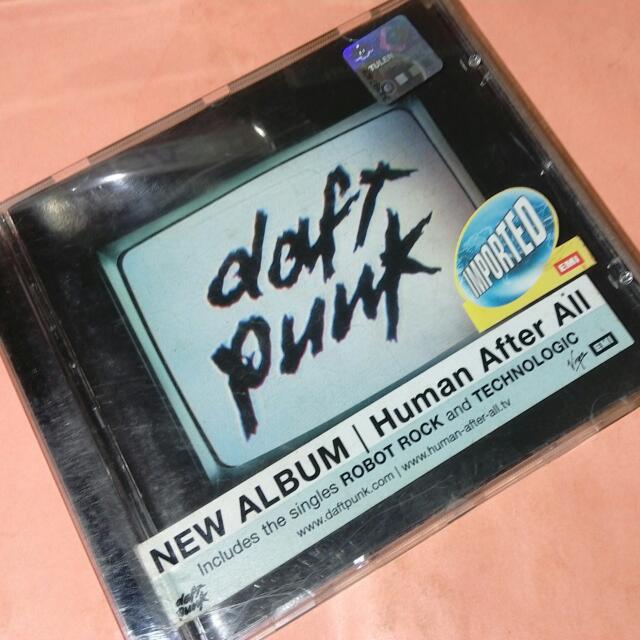 TULEN
daft
punk
IMPORTED
EMI
NEW ALBUM | Human After All
Includes the singles ROBOT ROCK and TECHNOLOGIC
www.daftpunk.com | www.human-after-all.tv
Virgin EMI
daft
punk